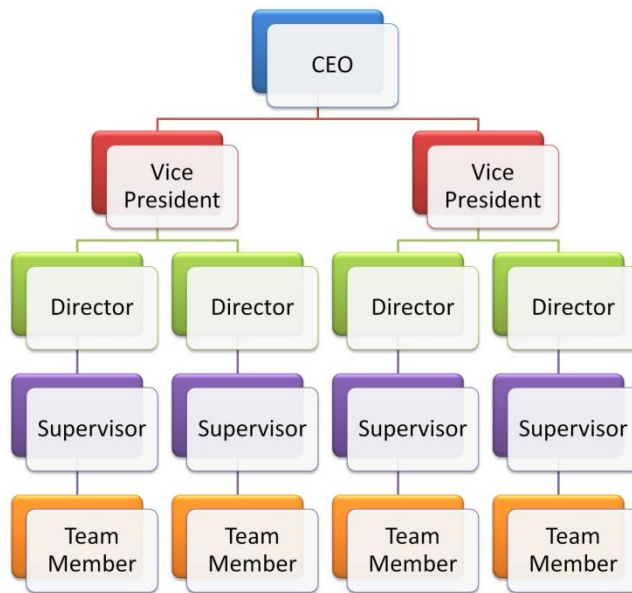 CEO
Vice
President
Vice
President
Director
Director
Director
Director
Supervisor
Supervisor
Supervisor
Supervisor
Team
Member
Team
Member
Team
Member
Team
Member